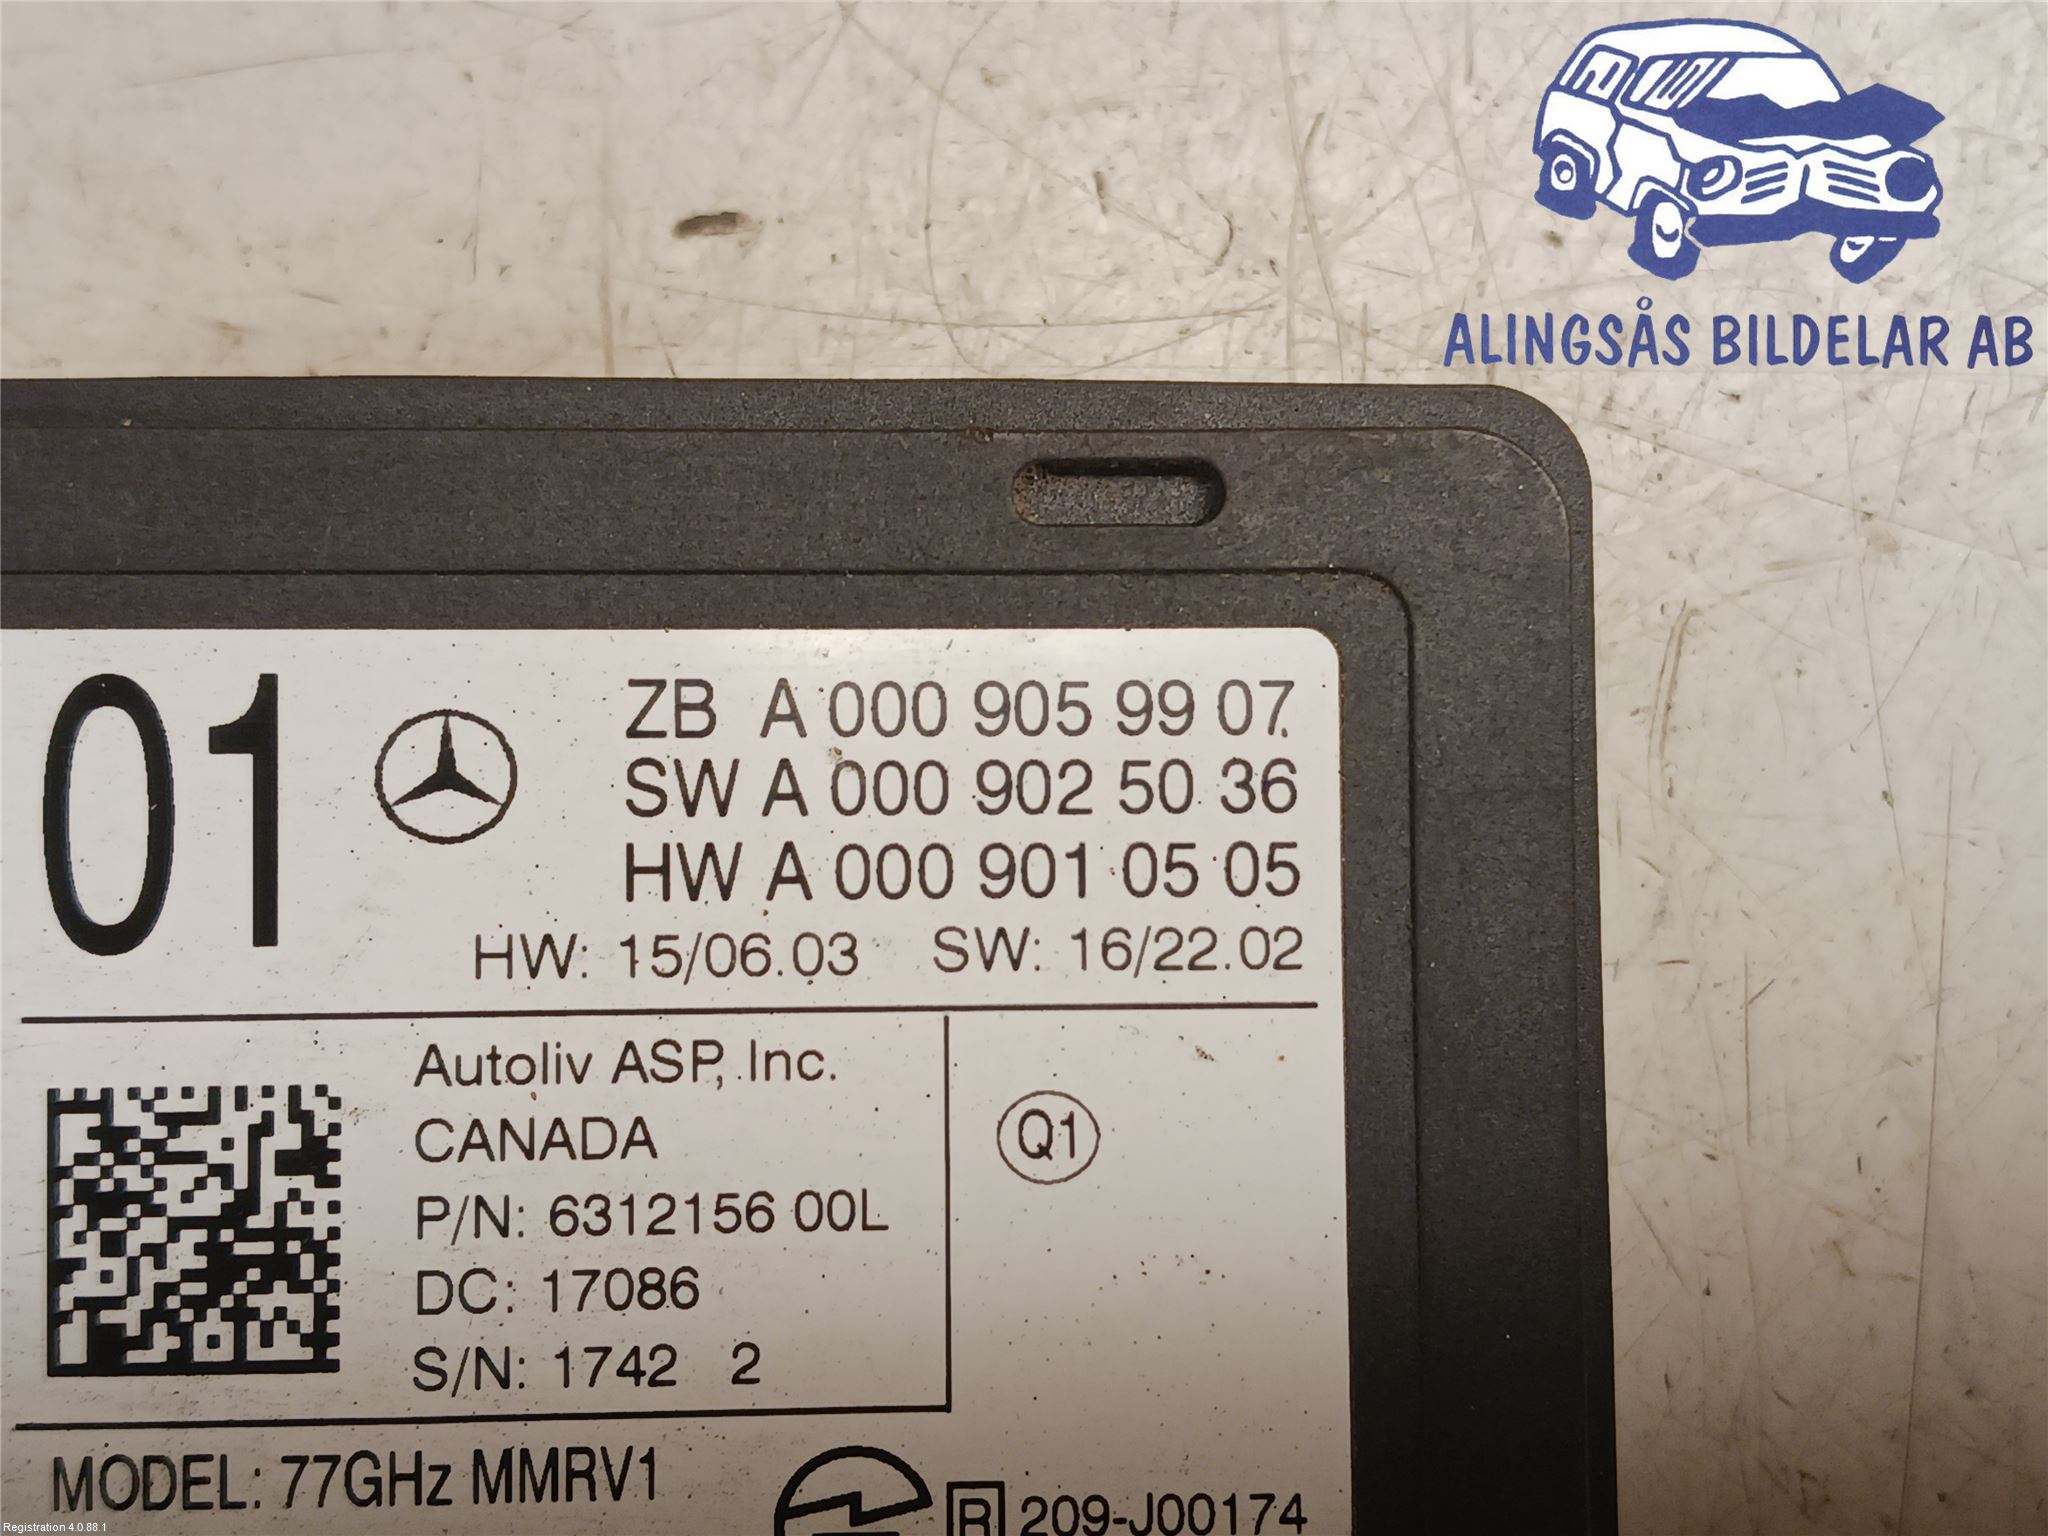 ALINGSÅS BILDELAR AB
01
ZB A 000 905 99 07
SW A 000 902 50 36
HW A 000 901 05 05
HW: 15/06.03 SW: 16/22.02
Autoliv ASP, Inc.
CANADA
P/N: 6312156 00L
DC: 17086
S/N: 1742 2
Q1
MODEL: 77GHz MMRV1
R 209-J00174
Registration 4.0.88.1